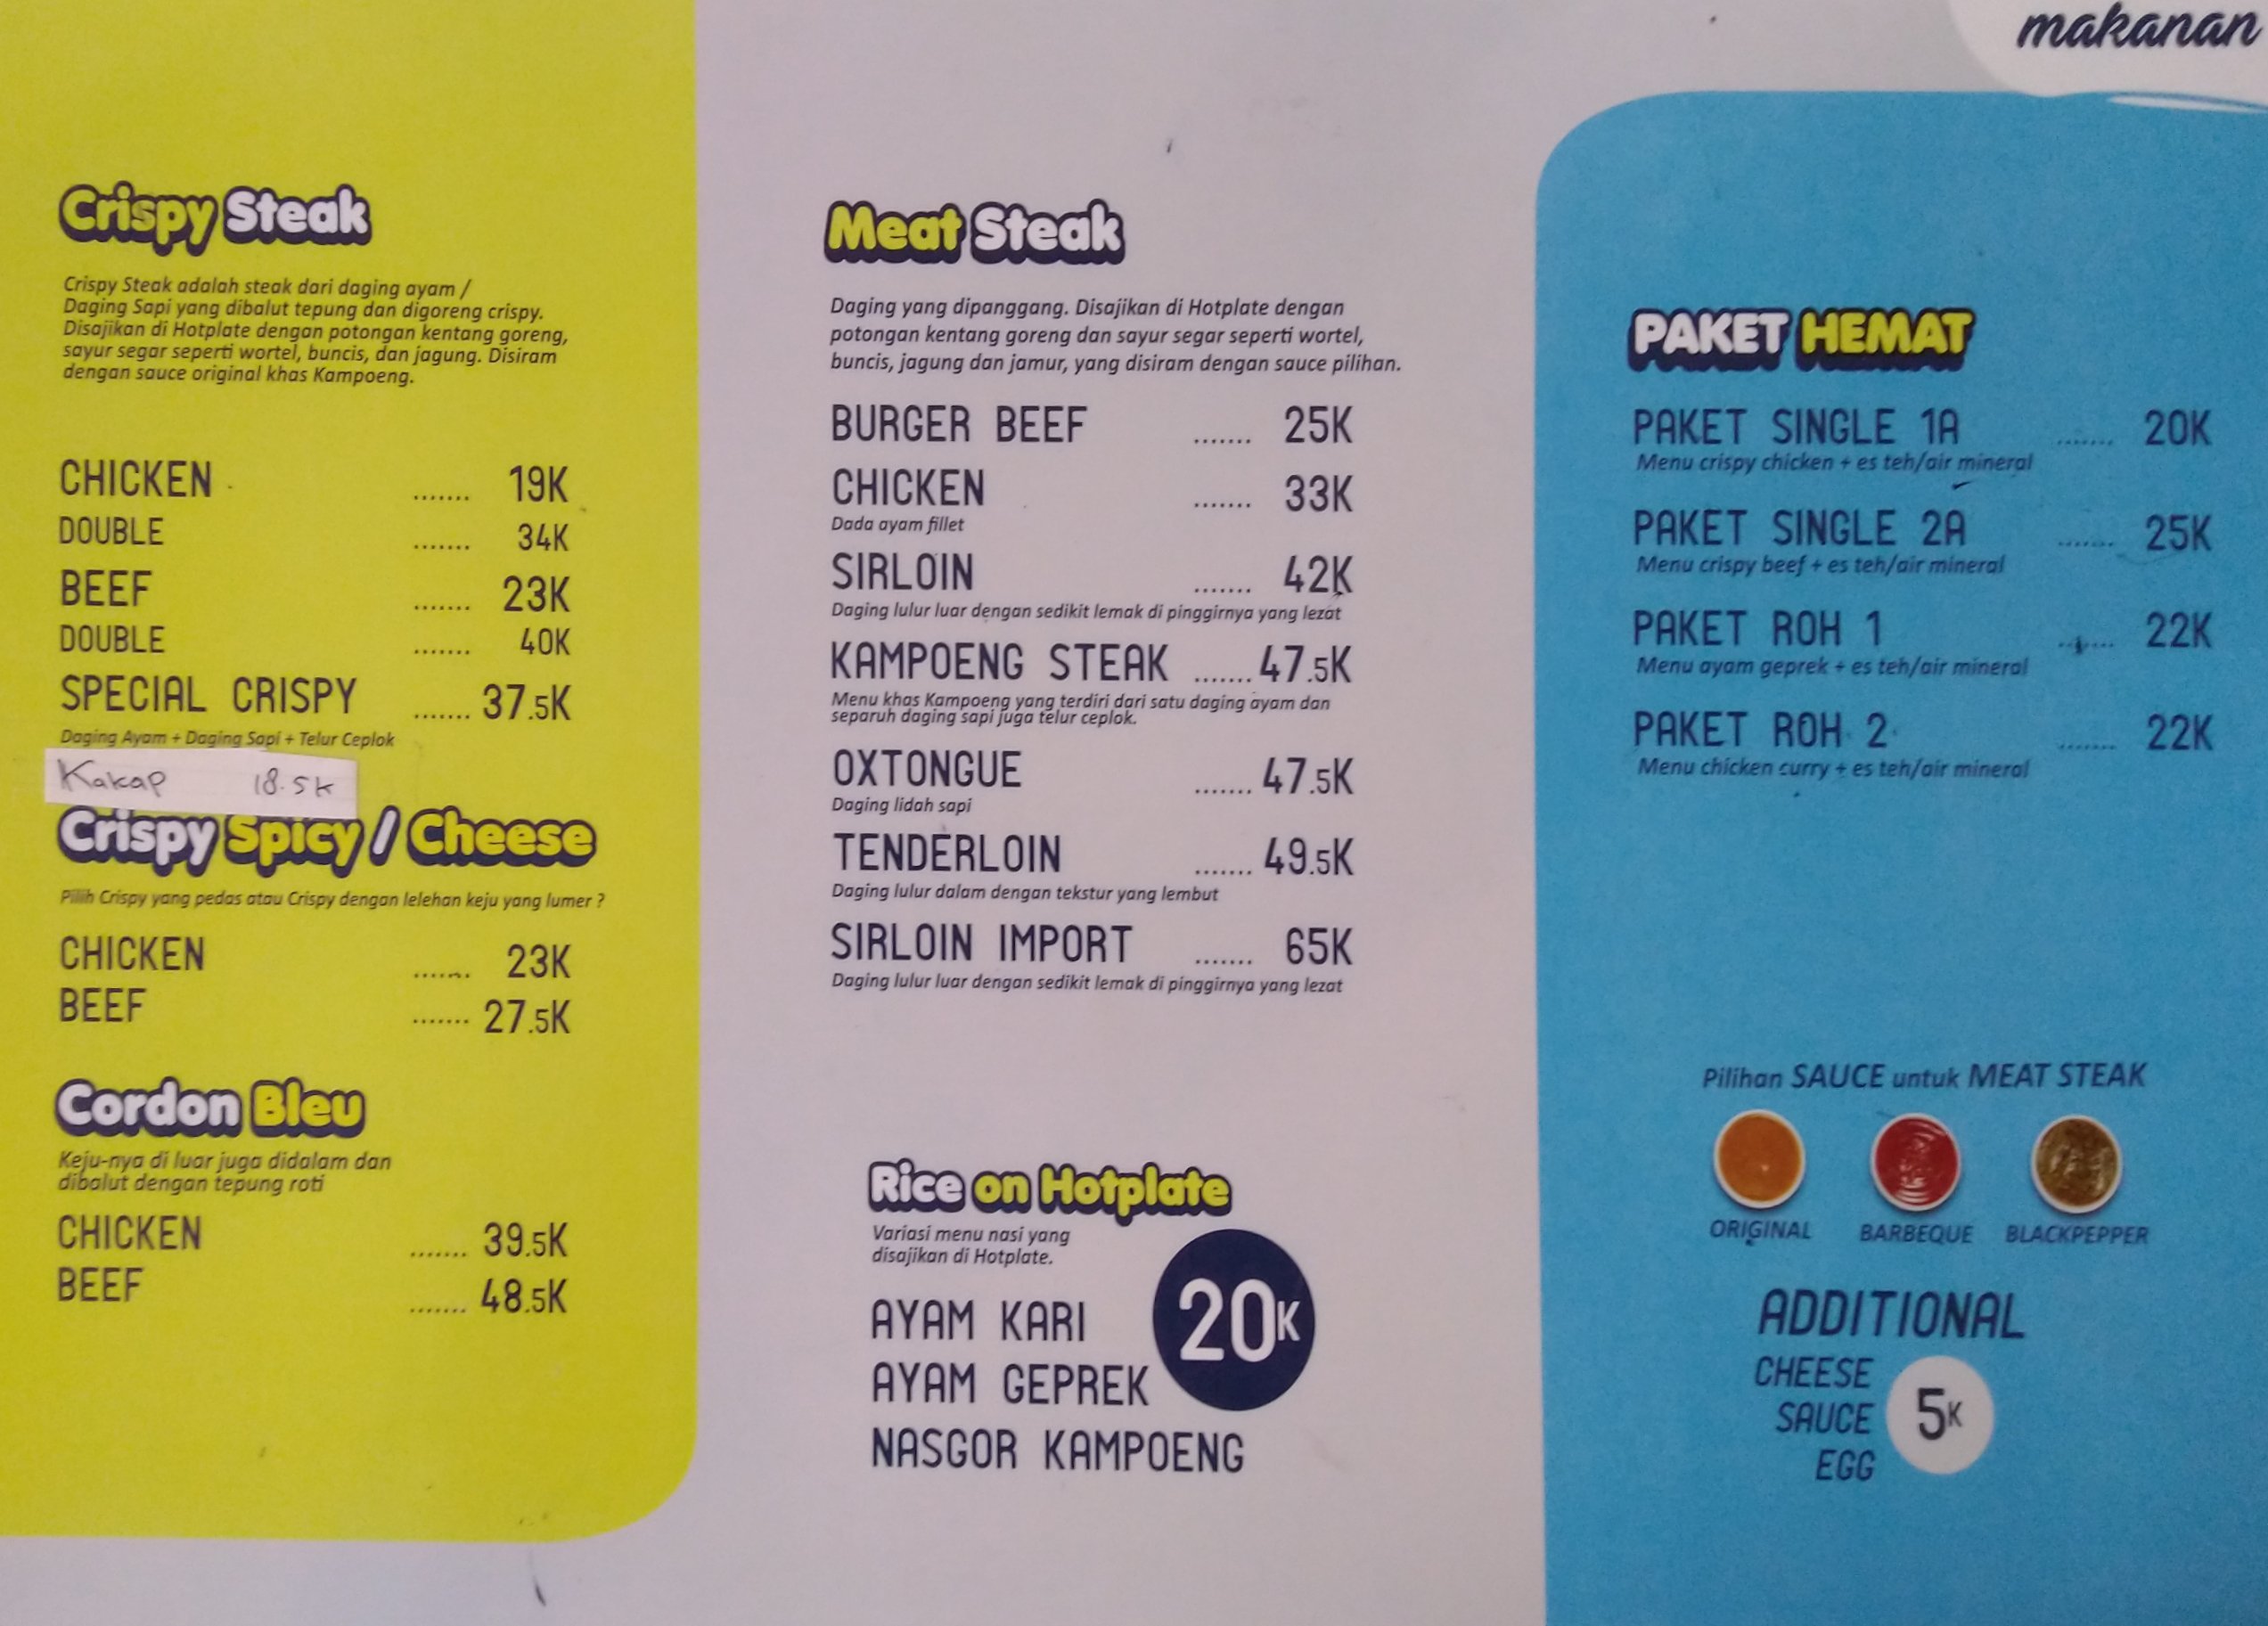 makanan
Crispy Steak
Crispy Steak adalah steak dari daging ayam /
Daging Sapi yang dibalut tepung dan digoreng crispy.
Disajikan di Hotplate dengan potongan kentang goreng,
sayur segar seperti wortel, buncis, dan jagung. Disiram
dengan sauce original khas Kampoeng.
CHICKEN ....... 19K
DOUBLE ....... 34K
BEEF ....... 23K
DOUBLE ....... 40K
SPECIAL CRISPY ....... 37.5K
Daging Ayam + Daging Sapi + Telur Ceplok
Kakap 18.5K
Crispy Spicy / Cheese
Pilih Crispy yang pedas atau Crispy dengan lelehan keju yang lumer ?
CHICKEN ....... 23K
BEEF ....... 27.5K
Cordon Bleu
Keju-nya di luar juga didalam dan
dibalut dengan tepung roti
CHICKEN ....... 39.5K
BEEF ....... 48.5K
Meat Steak
Daging yang dipanggang. Disajikan di Hotplate dengan
potongan kentang goreng dan sayur segar seperti wortel,
buncis, jagung dan jamur, yang disiram dengan sauce pilihan.
BURGER BEEF ....... 25K
CHICKEN ....... 33K
Dada ayam fillet
SIRLOIN ....... 42K
Daging lulur luar dengan sedikit lemak di pinggirnya yang lezat
KAMPOENG STEAK ....... 47.5K
Menu khas Kampoeng yang terdiri dari satu daging ayam dan
separuh daging sapi juga telur ceplok.
OXTONGUE ....... 47.5K
Daging lidah sapi
TENDERLOIN ....... 49.5K
Daging lulur dalam dengan tekstur yang lembut
SIRLOIN IMPORT ....... 65K
Daging lulur luar dengan sedikit lemak di pinggirnya yang lezat
Rice on Hotplate
Variasi menu nasi yang
disajikan di Hotplate.
20K
AYAM KARI
AYAM GEPREK
NASGOR KAMPOENG
PAKET HEMAT
PAKET SINGLE 1A ....... 20K
Menu crispy chicken + es teh/air mineral
PAKET SINGLE 2A ....... 25K
Menu crispy beef + es teh/air mineral
PAKET ROH 1 ....... 22K
Menu ayam geprek + es teh/air mineral
PAKET ROH 2 ....... 22K
Menu chicken curry + es teh/air mineral
Pilihan SAUCE untuk MEAT STEAK
ORIGINAL BARBEQUE BLACKPEPPER
ADDITIONAL
CHEESE
SAUCE 5K
EGG